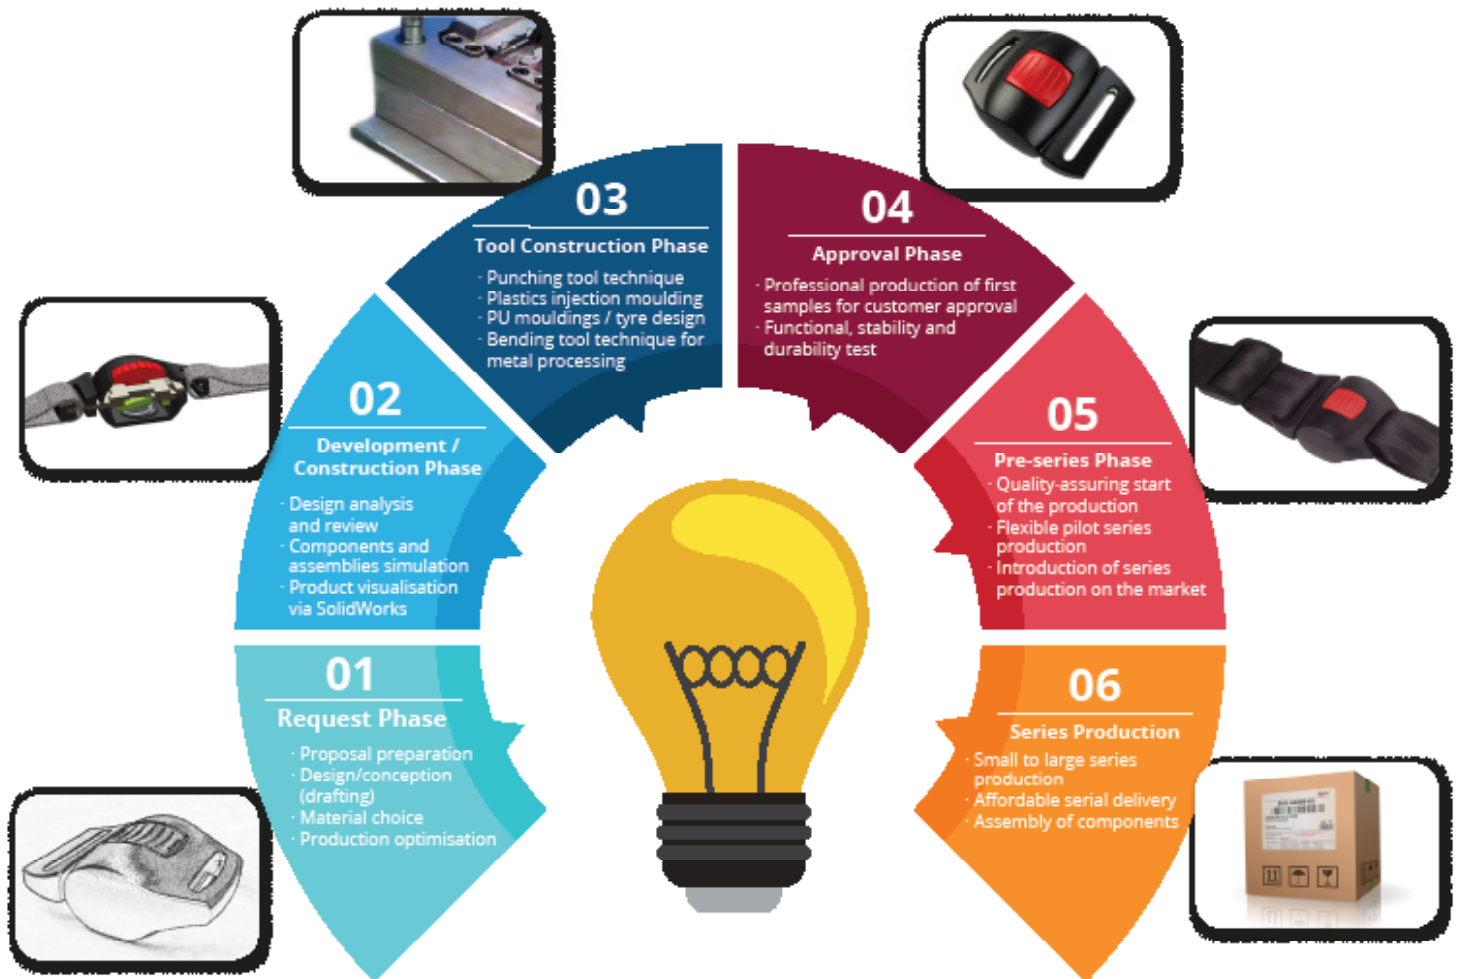 01
Request Phase
· Proposal preparation
· Design/conception
(drafting)
· Material choice
· Production optimisation
02
Development /
Construction Phase
· Design analysis
and review
· Components and
assemblies simulation
· Product visualisation
via SolidWorks
03
Tool Construction Phase
· Punching tool technique
· Plastics injection moulding
· PU mouldings / tyre design
· Bending tool technique for
metal processing
04
Approval Phase
· Professional production of first
samples for customer approval
· Functional, stability and
durability test
05
Pre-series Phase
· Quality-assuring start
of the production
· Flexible pilot series
production
· Introduction of series
production on the market
06
Series Production
· Small to large series
production
· Affordable serial delivery
· Assembly of components